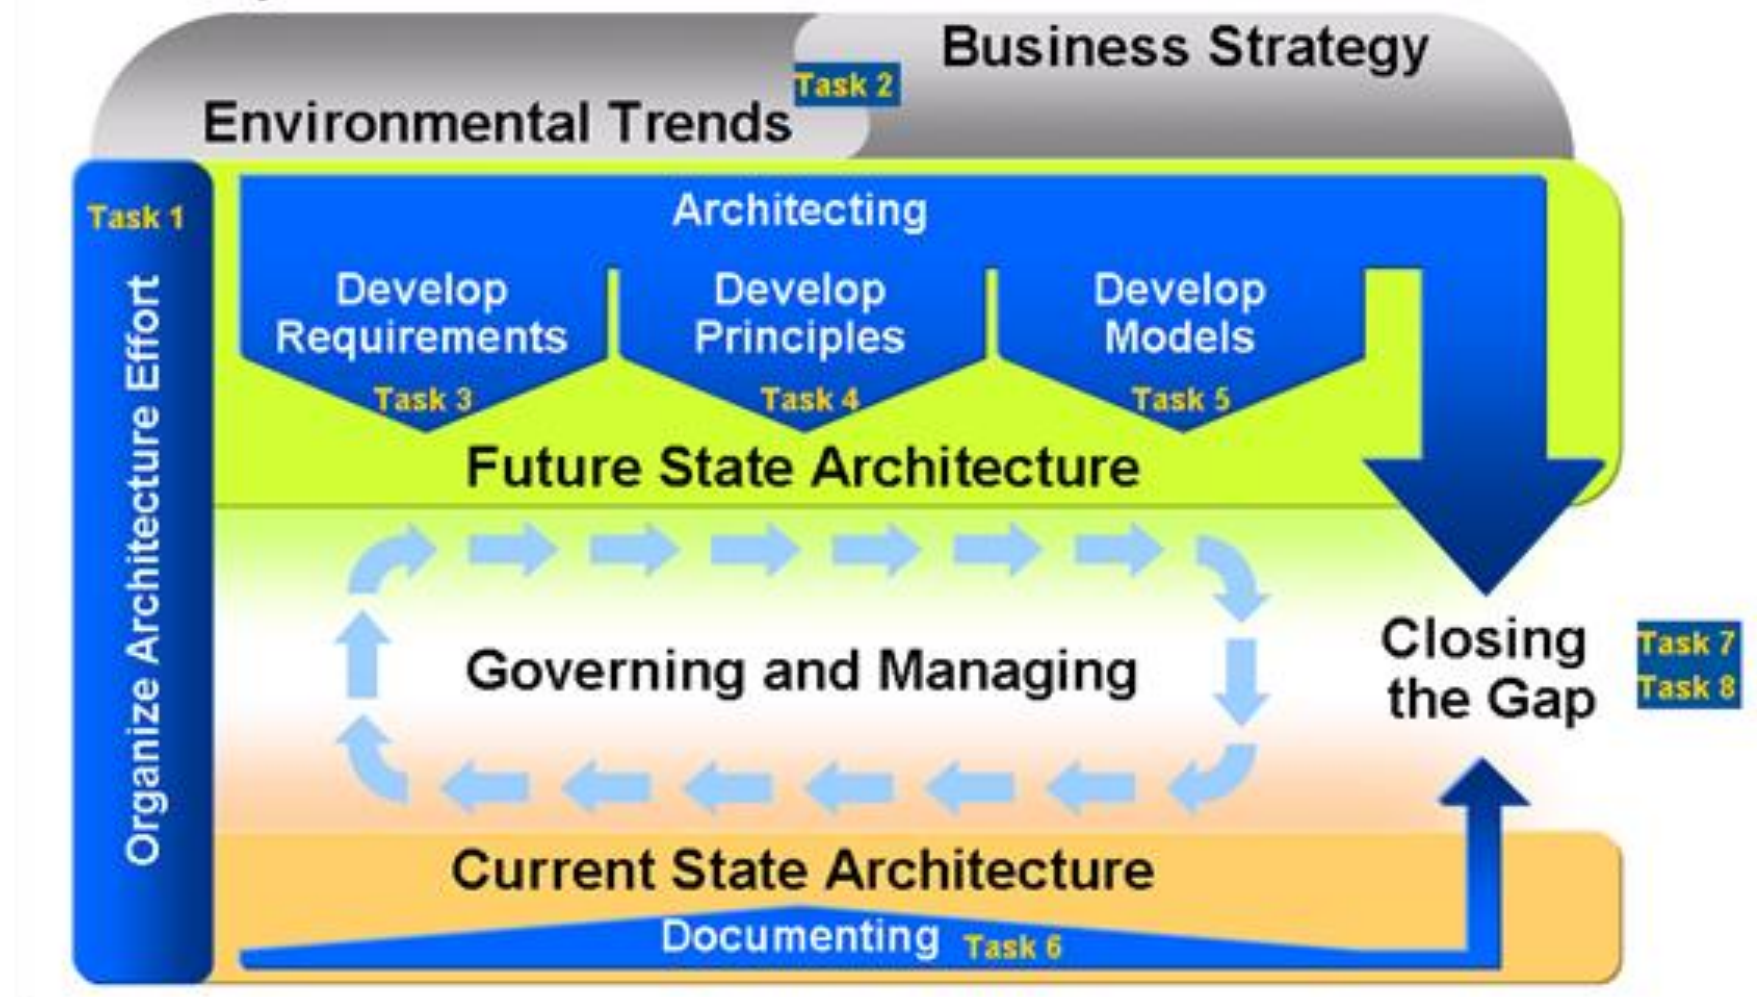 Business Strategy
Task 2
Environmental Trends
Task 1
Organize Architecture Effort
Architecting
Develop
Requirements
Task 3
Develop
Principles
Task 4
Develop
Models
Task 5
Future State Architecture
Governing and Managing
Closing
the Gap
Task 7
Task 8
Current State Architecture
Documenting
Task 6